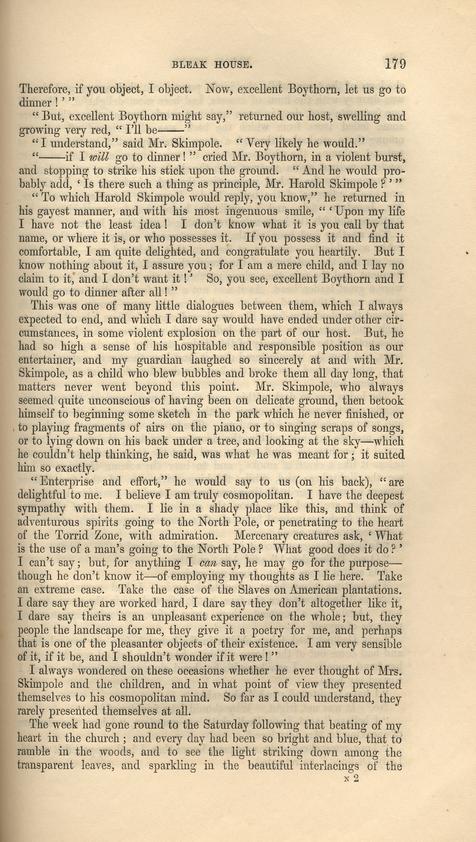 BLEAK HOUSE. 179
Therefore, if you object, I object. Now, excellent Boythorn, let us go to
dinner!' "
" But, excellent Boythorn might say," returned our host, swelling and
growing very red, " I'll be——"
" I understand," said Mr. Skimpole. " Very likely he would."
"——if I will go to dinner!" cried Mr. Boythorn, in a violent burst,
and stopping to strike his stick upon the ground. " And he would pro-
bably add, ' Is there such a thing as principle, Mr. Harold Skimpole?' "
" To which Harold Skimpole would reply, you know," he returned in
his gayest manner, and with his most ingenuous smile, " ' Upon my life
I have not the least idea! I don't know what it is you call by that
name, or where it is, or who possesses it. If you possess it and find it
comfortable, I am quite delighted, and congratulate you heartily. But I
know nothing about it, I assure you; for I am a mere child, and I lay no
claim to it, and I don't want it!' So, you see, excellent Boythorn and I
would go to dinner after all!"
This was one of many little dialogues between them, which I always
expected to end, and which I dare say would have ended under other cir-
cumstances, in some violent explosion on the part of our host. But, he
had so high a sense of his hospitable and responsible position as our
entertainer, and my guardian laughed so sincerely at and with Mr.
Skimpole, as a child who blew bubbles and broke them all day long, that
matters never went beyond this point. Mr. Skimpole, who always
seemed quite unconscious of having been on delicate ground, then betook
himself to beginning some sketch in the park which he never finished, or
to playing fragments of airs on the piano, or to singing scraps of songs,
or to lying down on his back under a tree, and looking at the sky—which
he couldn't help thinking, he said, was what he was meant for; it suited
him so exactly.
" Enterprise and effort," he would say to us (on his back), " are
delightful to me. I believe I am truly cosmopolitan. I have the deepest
sympathy with them. I lie in a shady place like this, and think of
adventurous spirits going to the North Pole, or penetrating to the heart
of the Torrid Zone, with admiration. Mercenary creatures ask, ' What
is the use of a man's going to the North Pole? What good does it do?'
I can't say; but, for anything I can say, he may go for the purpose—
though he don't know it—of employing my thoughts as I lie here. Take
an extreme case. Take the case of the Slaves on American plantations.
I dare say they are worked hard, I dare say they don't altogether like it,
I dare say theirs is an unpleasant experience on the whole; but, they
people the landscape for me, they give it a poetry for me, and perhaps
that is one of the pleasanter objects of their existence. I am very sensible
of it, if it be, and I shouldn't wonder if it were!"
I always wondered on these occasions whether he ever thought of Mrs.
Skimpole and the children, and in what point of view they presented
themselves to his cosmopolitan mind. So far as I could understand, they
rarely presented themselves at all.
The week had gone round to the Saturday following that beating of my
heart in the church; and every day had been so bright and blue, that to
ramble in the woods, and to see the light striking down among the
transparent leaves, and sparkling in the beautiful interlacings of the
N 2